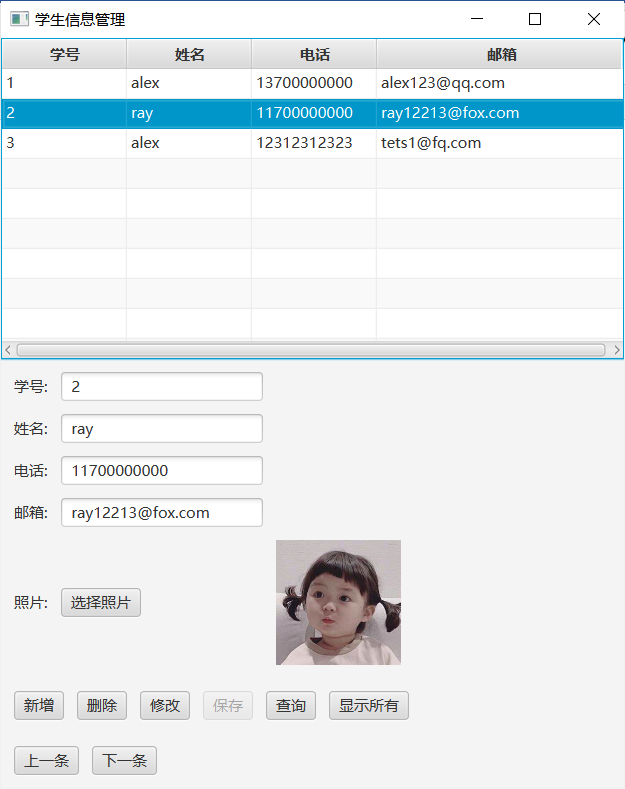 学生信息管理
学号 姓名 电话 邮箱
1 alex 13700000000 alex123@qq.com
2 ray 11700000000 ray12213@fox.com
3 alex 12312312323 tets1@fq.com
学号: 2
姓名: ray
电话: 11700000000
邮箱: ray12213@fox.com
照片: 选择照片
新增 删除 修改 保存 查询 显示所有
上一条 下一条